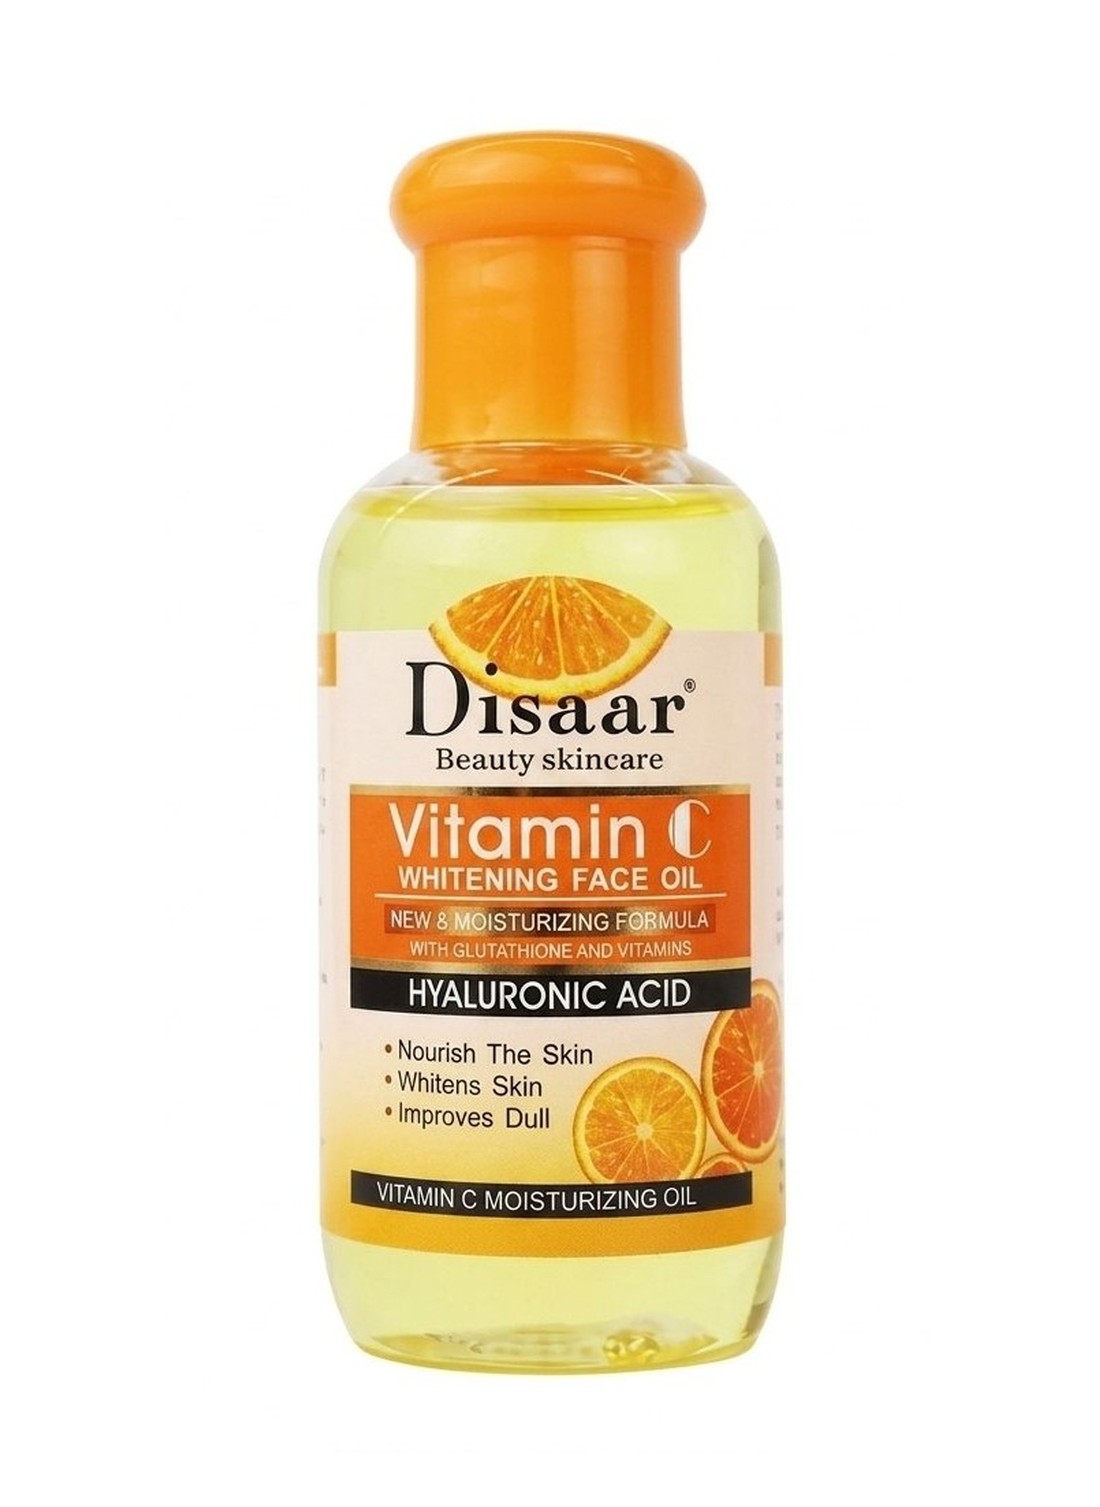 Disaar®
Beauty skincare
Vitamin C
WHITENING FACE OIL
NEW & MOISTURIZING FORMULA
WITH GLUTATHIONE AND VITAMINS
HYALURONIC ACID
• Nourish The Skin
• Whitens Skin
• Improves Dull
VITAMIN C MOISTURIZING OIL